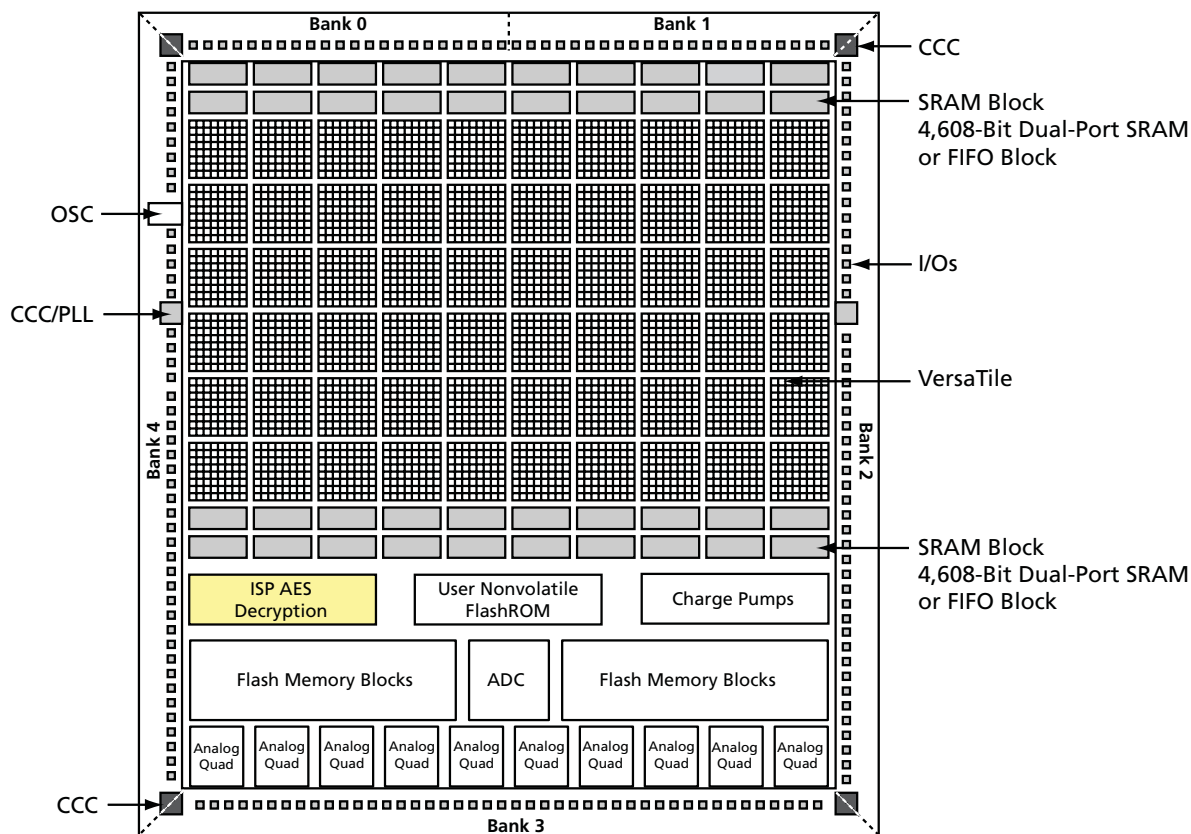 Bank 0
Bank 1
CCC
SRAM Block
4,608-Bit Dual-Port SRAM
or FIFO Block
OSC
I/Os
CCC/PLL
VersaTile
Bank 4
Bank 2
SRAM Block
4,608-Bit Dual-Port SRAM
or FIFO Block
ISP AES
Decryption
User Nonvolatile
FlashROM
Charge Pumps
Flash Memory Blocks
ADC
Flash Memory Blocks
Analog
Quad
Analog
Quad
Analog
Quad
Analog
Quad
Analog
Quad
Analog
Quad
Analog
Quad
Analog
Quad
Analog
Quad
Analog
Quad
CCC
Bank 3